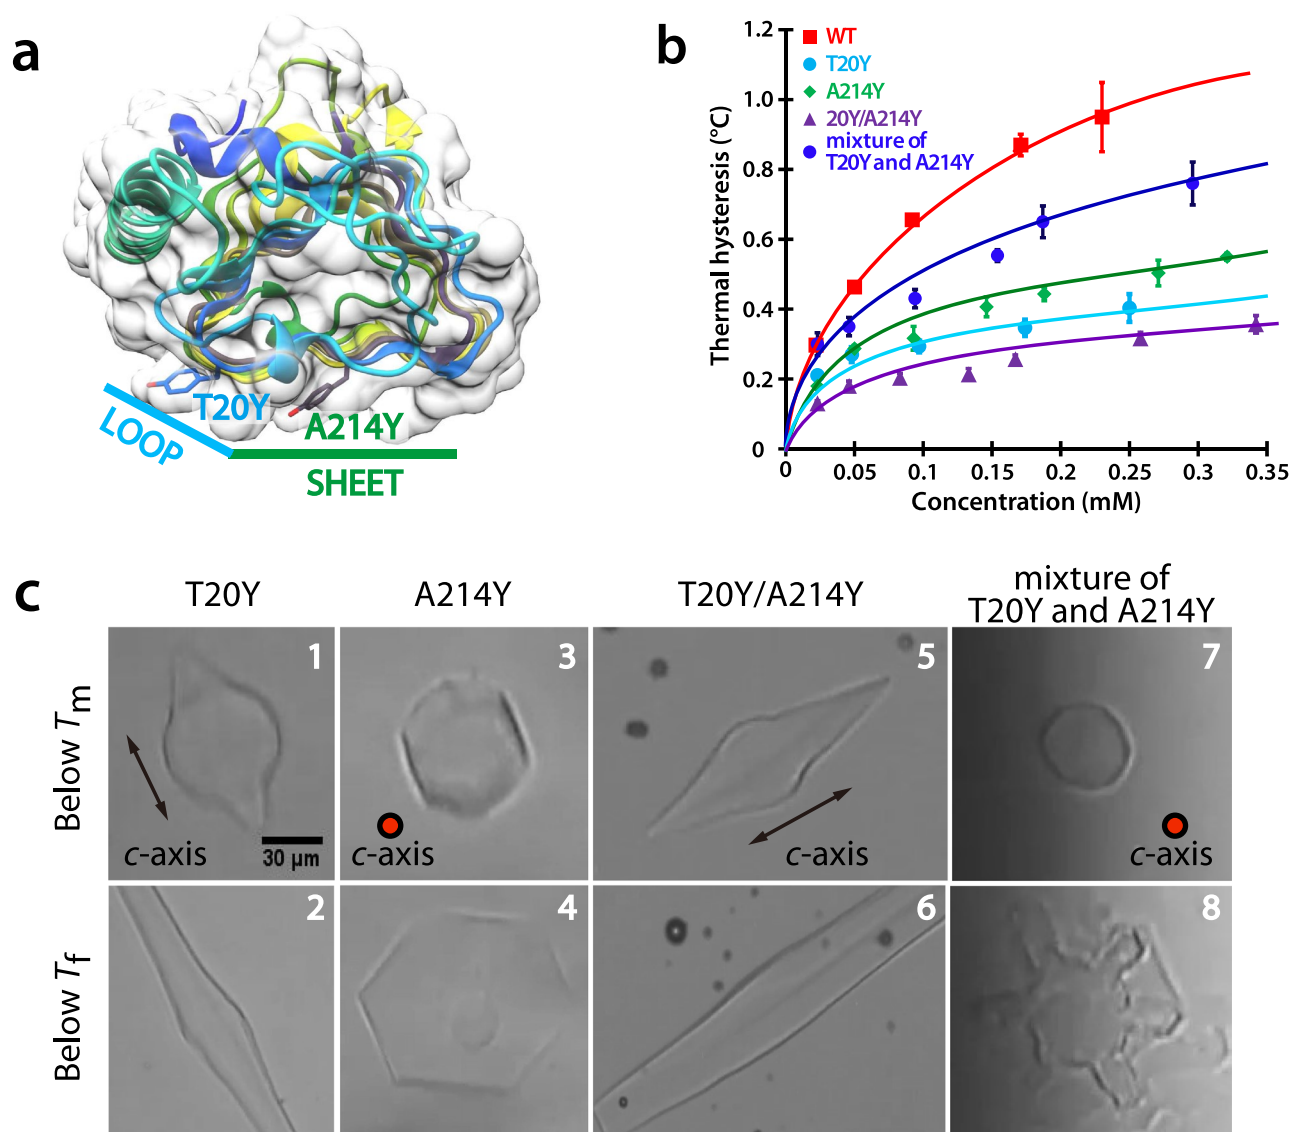 a
T20Y
A214Y
LOOP
SHEET
b
1.2
1.0
0.8
0.6
0.4
0.2
0
Thermal hysteresis (°C)
WT
T20Y
A214Y
20Y/A214Y
mixture of
T20Y and A214Y
0 0.05 0.1 0.15 0.2 0.25 0.3 0.35
Concentration (mM)
c
T20Y A214Y T20Y/A214Y mixture of
T20Y and A214Y
Below Tm
1 3 5 7
c-axis 30 μm c-axis c-axis c-axis
Below Tf
2 4 6 8